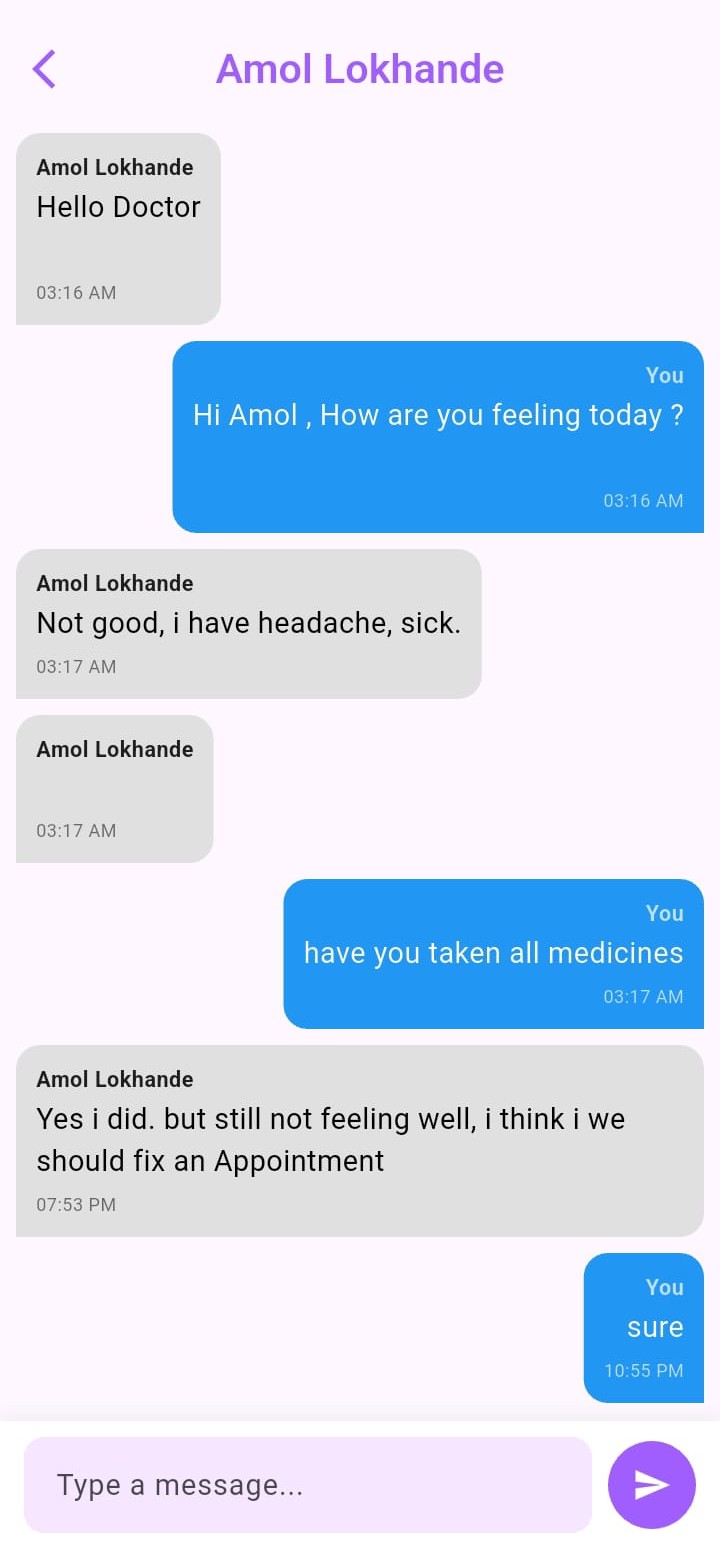 Amol Lokhande
Amol Lokhande
Hello Doctor
03:16 AM
You
Hi Amol , How are you feeling today ?
03:16 AM
Amol Lokhande
Not good, i have headache, sick.
03:17 AM
Amol Lokhande
03:17 AM
You
have you taken all medicines
03:17 AM
Amol Lokhande
Yes i did. but still not feeling well, i think i we
should fix an Appointment
07:53 PM
You
sure
10:55 PM
Type a message...